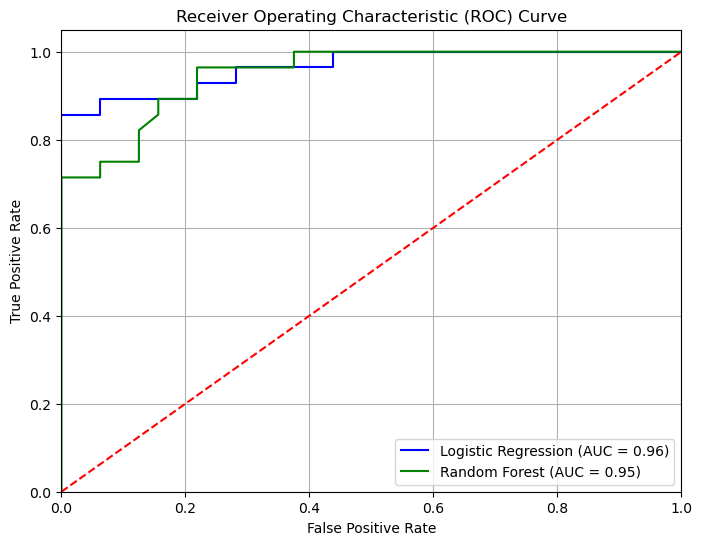 Receiver Operating Characteristic (ROC) Curve
1.0
0.8
0.6
0.4
0.2
0.0
True Positive Rate
Logistic Regression (AUC = 0.96)
Random Forest (AUC = 0.95)
0.0 0.2 0.4 0.6 0.8 1.0
False Positive Rate